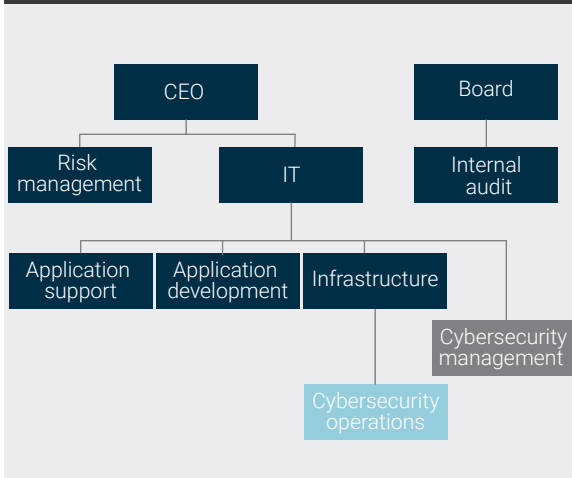 CEO
Board
Risk
management
IT
Internal
audit
Application
support
Application
development
Infrastructure
Cybersecurity
management
Cybersecurity
operations